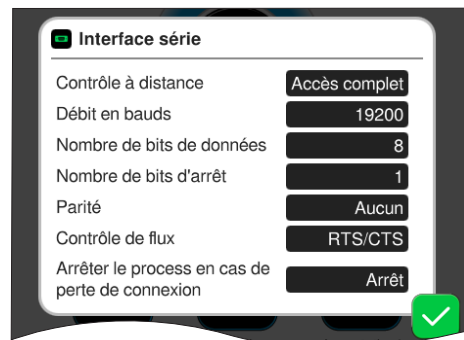 Interface série
Contrôle à distance Accès complet
Débit en bauds 19200
Nombre de bits de données 8
Nombre de bits d'arrêt 1
Parité Aucun
Contrôle de flux RTS/CTS
Arrêter le process en cas de
perte de connexion Arrêt